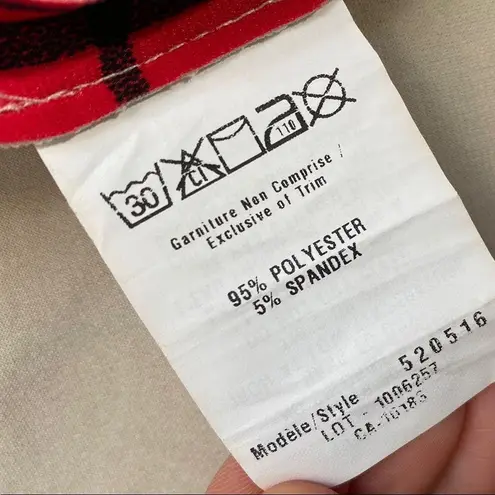 30 CL 110
Garniture Non Comprise /
Exclusive of Trim
95% POLYESTER
5% SPANDEX
Modèle/Style 520516
LOT - 1006257
CA-10185